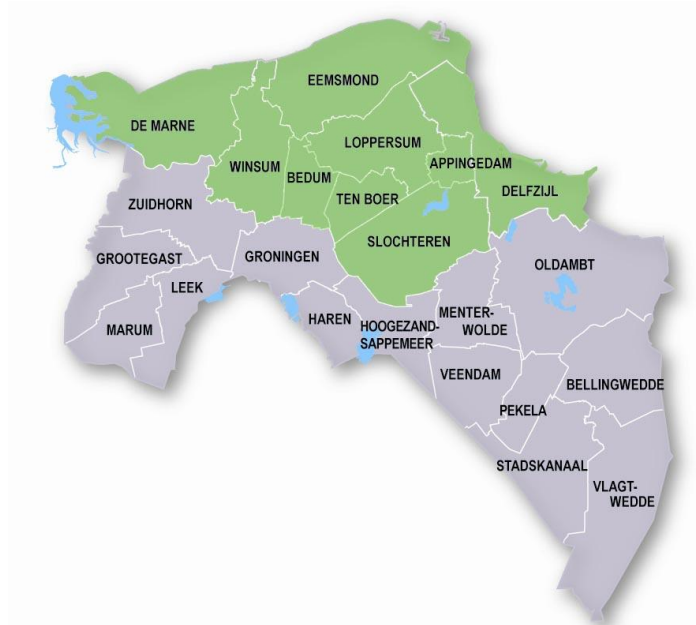 EEMSMOND
DE MARNE
LOPPERSUM
WINSUM
APPINGEDAM
BEDUM
DELFZIJL
TEN BOER
ZUIDHORN
SLOCHTEREN
GROOTEGAST
GRONINGEN
OLDAMBT
LEEK
MARUM
HAREN
HOOGEZAND-
SAPPEMEER
MENTER-
WOLDE
VEENDAM
BELLINGWEDDE
PEKELA
STADSKANAAL
VLAGT-
WEDDE